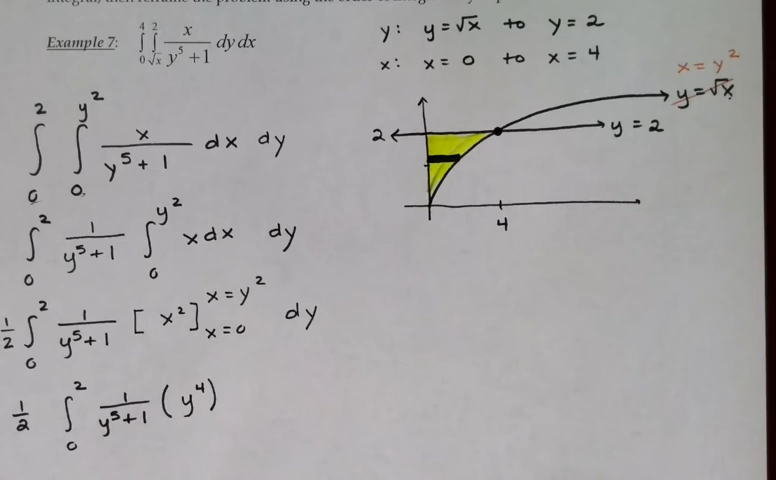 Example 7: ∫₀⁴ ∫_√x² x/(y⁵+1) dy dx
y: y = √x to y = 2
x: x = 0 to x = 4
x = y²
y = √x
2
y = 2
4
∫₀² ∫₀^y² x/(y⁵+1) dx dy
∫₀² 1/(y⁵+1) ∫₀^y² x dx dy
1/2 ∫₀² 1/(y⁵+1) [x²] x=y² x=0 dy
1/2 ∫₀² 1/(y⁵+1) (y⁴)